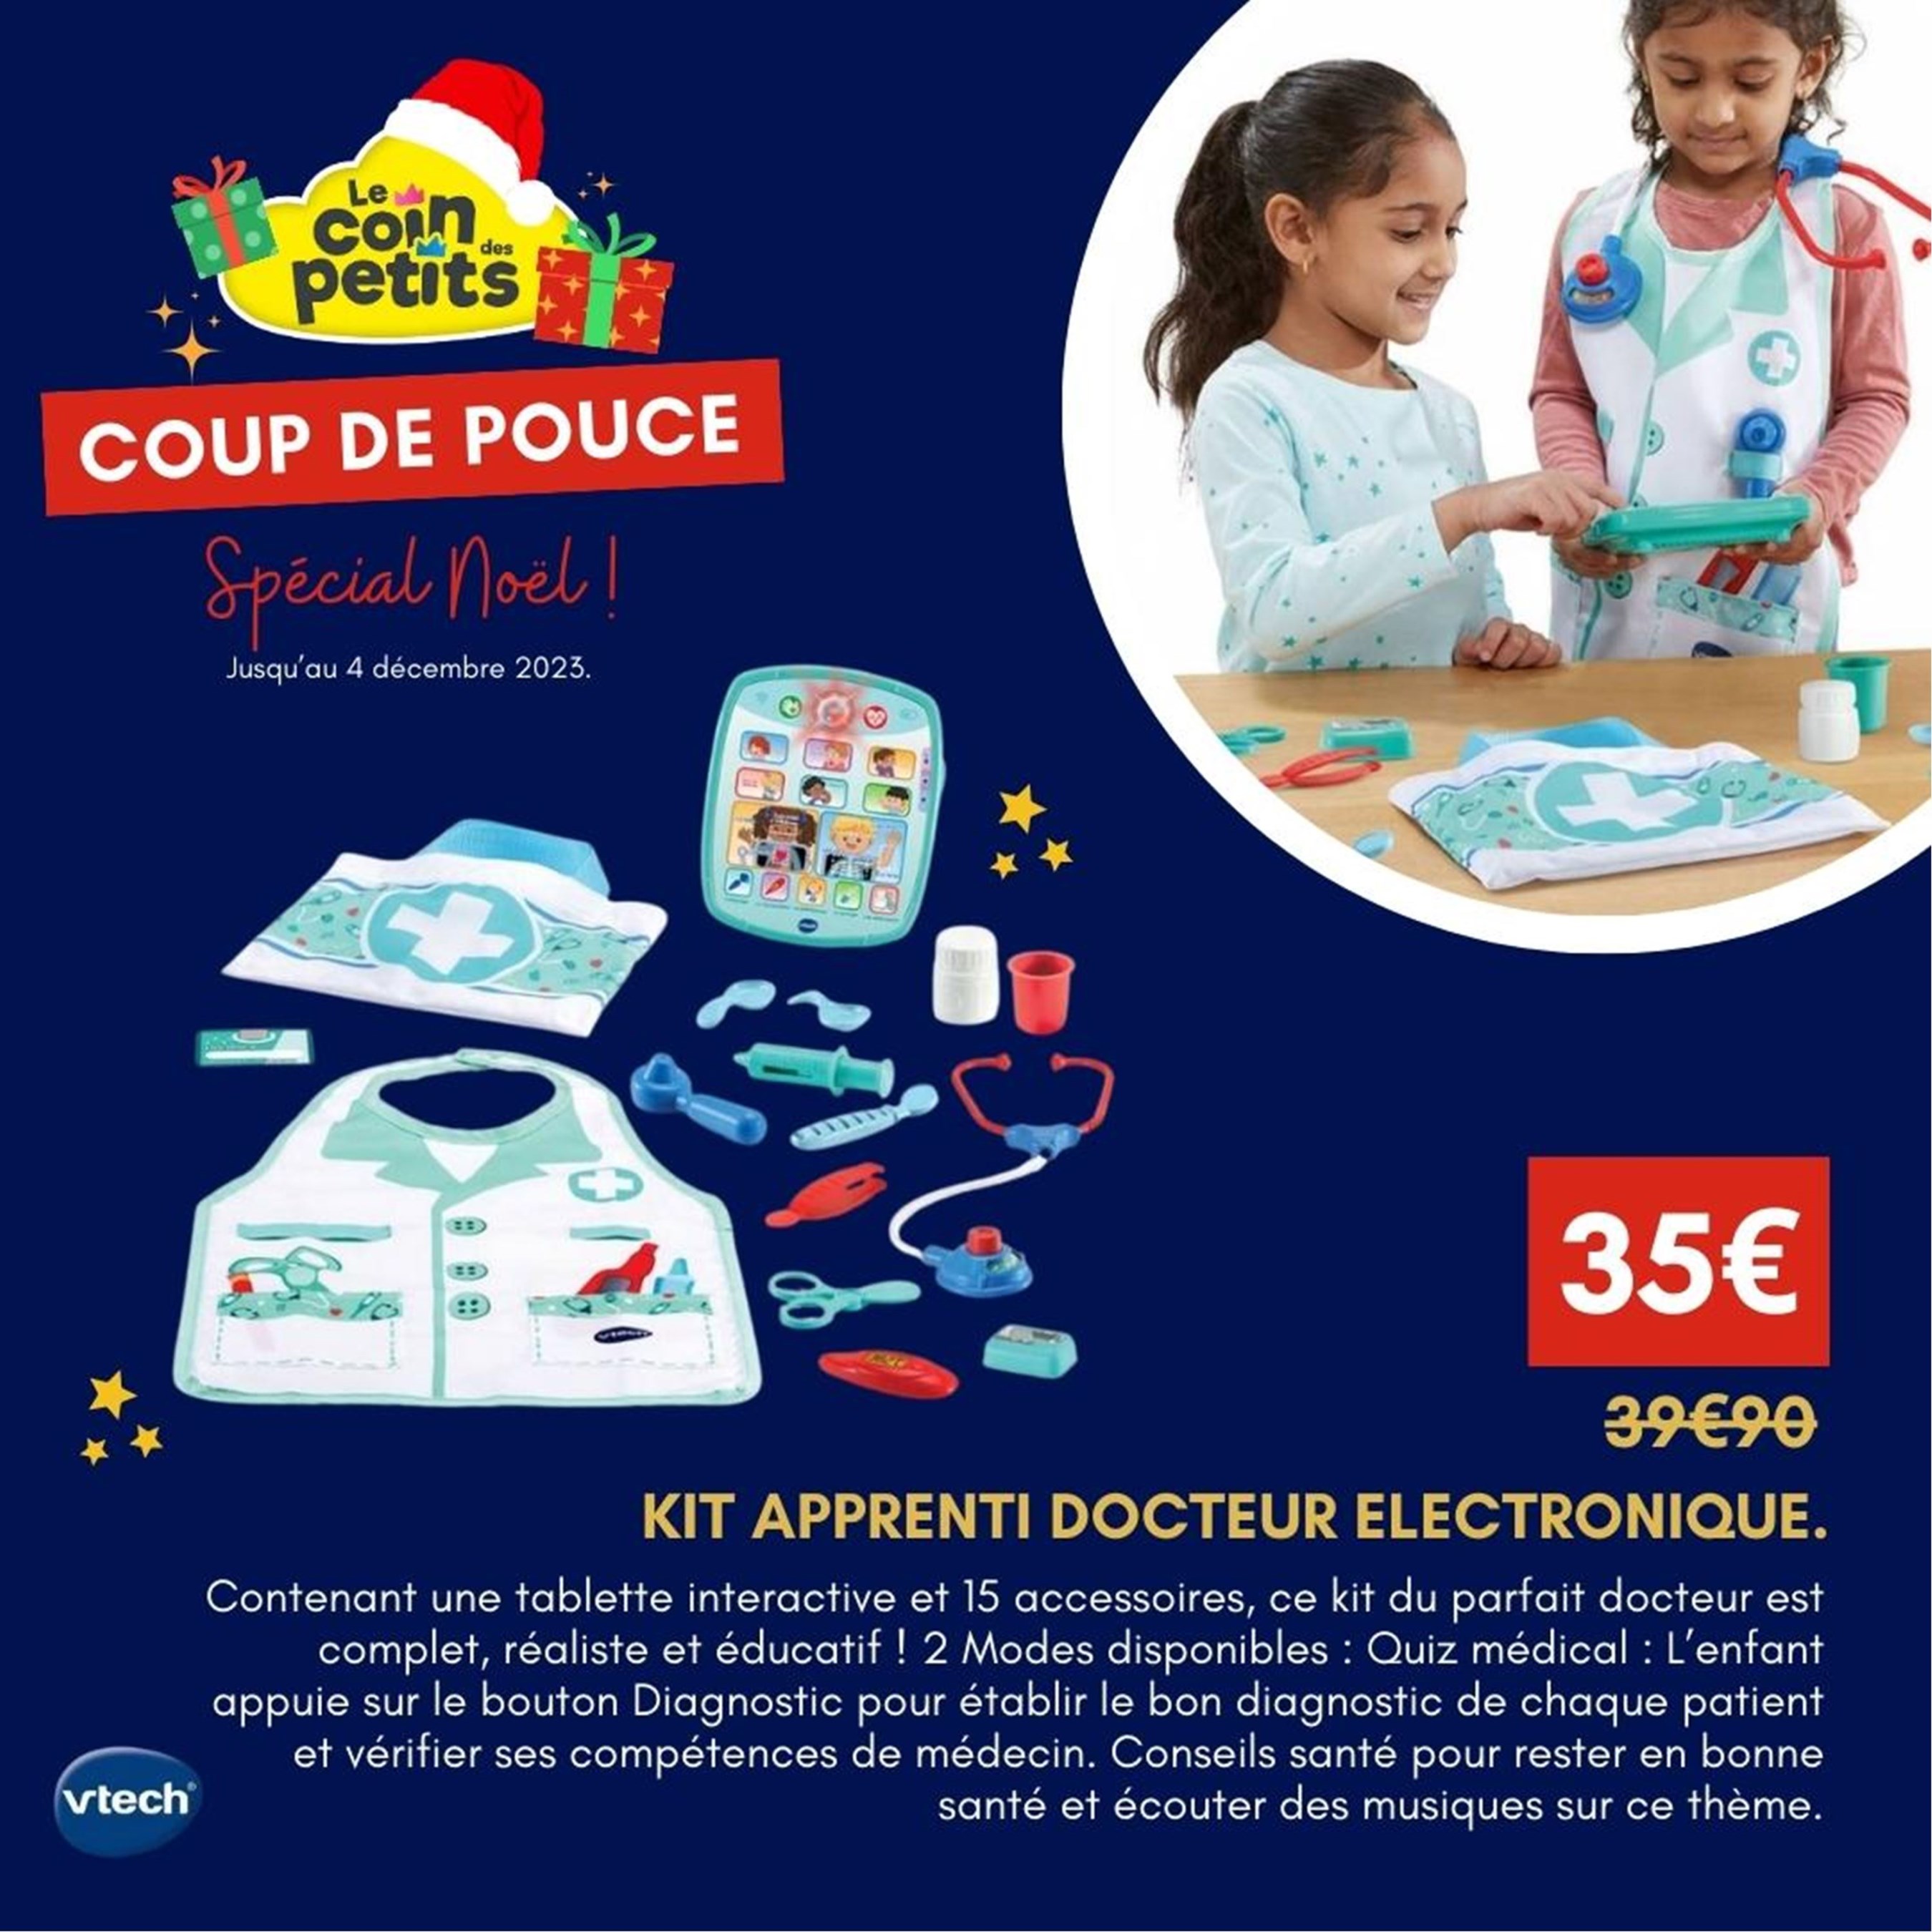 Le
coin
des
petits
COUP DE POUCE
Spécial Noël !
Jusqu'au 4 décembre 2023.
vtech
35€
39€90
KIT APPRENTI DOCTEUR ELECTRONIQUE.
Contenant une tablette interactive et 15 accessoires, ce kit du parfait docteur est
complet, réaliste et éducatif ! 2 Modes disponibles : Quiz médical : L'enfant
appuie sur le bouton Diagnostic pour établir le bon diagnostic de chaque patient
et vérifier ses compétences de médecin. Conseils santé pour rester en bonne
santé et écouter des musiques sur ce thème.
vtech